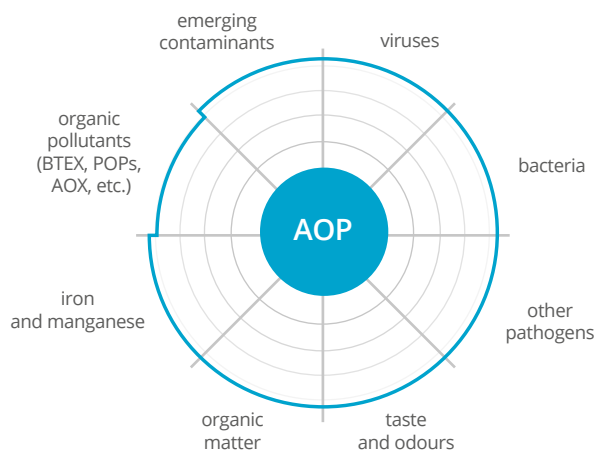 emerging
contaminants
viruses
organic
pollutants
(BTEX, POPs,
AOX, etc.)
bacteria
AOP
iron
and manganese
other
pathogens
organic
matter
taste
and odours